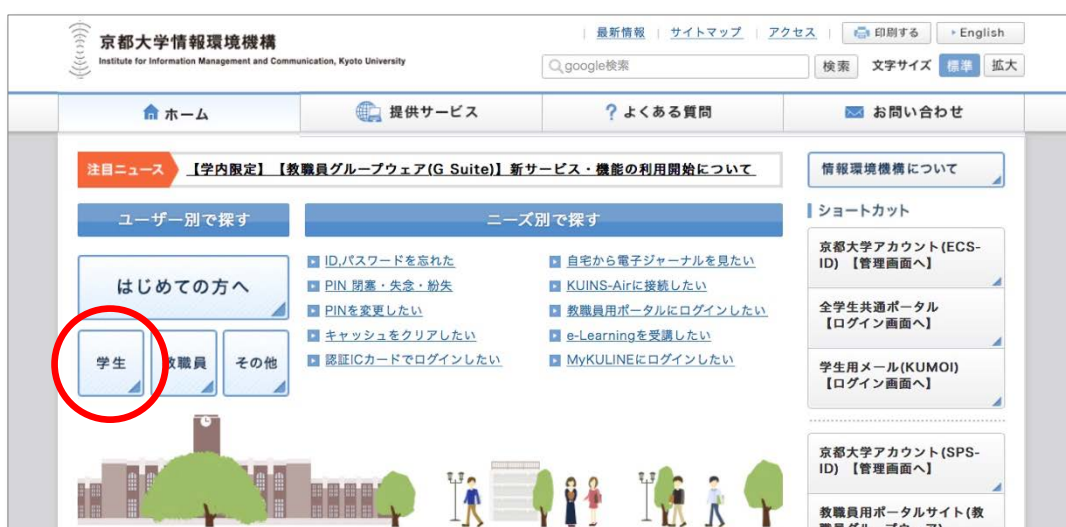 京都大学情報環境機構
Institute for Information Management and Communication, Kyoto University
最新情報 | サイトマップ | アクセス | 印刷する English
google検索 検索 文字サイズ 標準 拡大
ホーム 提供サービス ? よくある質問 お問い合わせ
注目ニュース 【学内限定】【教職員グループウェア(G Suite)】新サービス・機能の利用開始について
情報環境機構について
ユーザー別で探す
はじめての方へ
学生 教職員 その他
ニーズ別で探す
ID,パスワードを忘れた
PIN 閉塞・失念・紛失
PINを変更したい
キャッシュをクリアしたい
認証ICカードでログインしたい
自宅から電子ジャーナルを見たい
KUINS-Airに接続したい
教職員用ポータルにログインしたい
e-Learningを受講したい
MyKULINEにログインしたい
ショートカット
京都大学アカウント(ECS-
ID) 【管理画面へ】
全学生共通ポータル
【ログイン画面へ】
学生用メール(KUMOI)
【ログイン画面へ】
京都大学アカウント(SPS-
ID) 【管理画面へ】
教職員用ポータルサイト(教